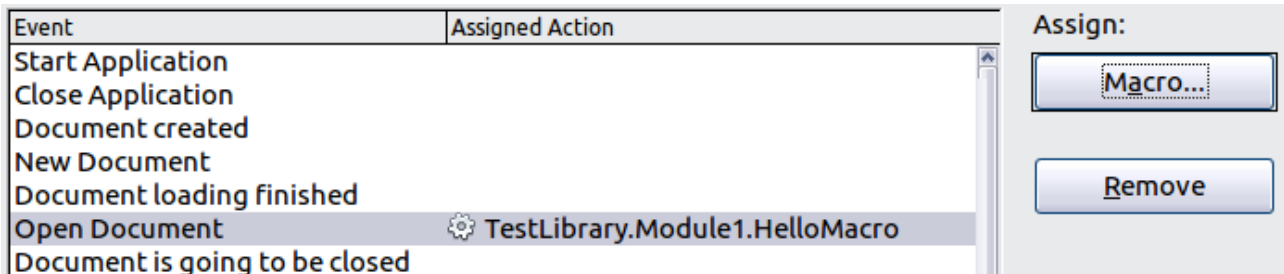 Event Assigned Action Assign:
Start Application
Close Application
Macro...
Document created
New Document
Document loading finished
Remove
Open Document TestLibrary.Module1.HelloMacro
Document is going to be closed